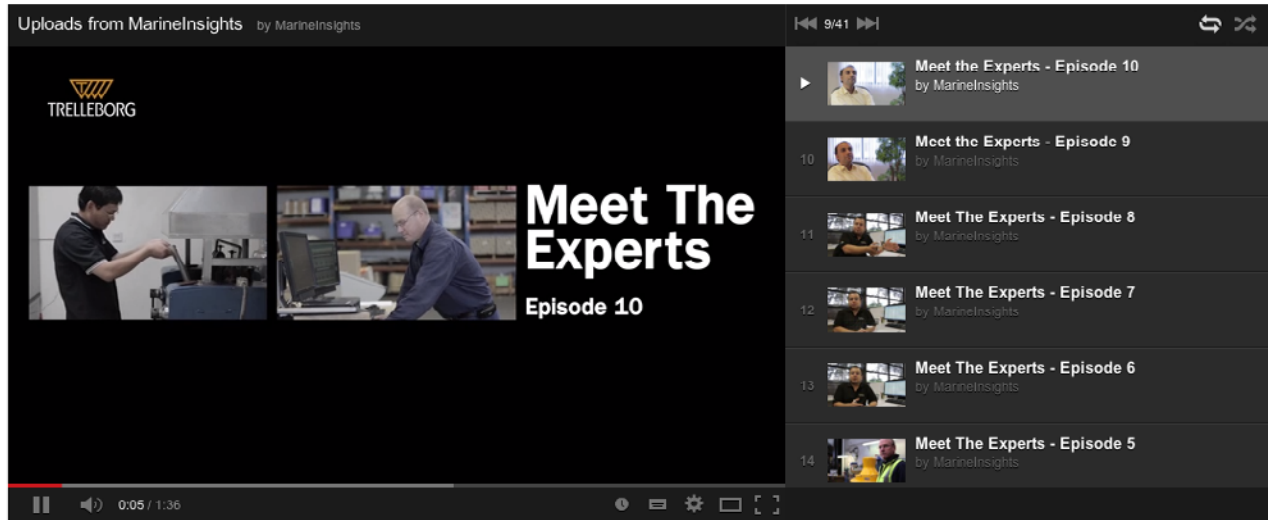 Uploads from MarineInsights by MarineInsights
TRELLEBORG
Meet The
Experts
Episode 10
0:05 / 1:36
9/41
Meet the Experts - Episode 10
by MarineInsights
10
Meet the Experts - Episode 9
by MarineInsights
11
Meet The Experts - Episode 8
by MarineInsights
12
Meet The Experts - Episode 7
by MarineInsights
13
Meet The Experts - Episode 6
by MarineInsights
14
Meet The Experts - Episode 5
by MarineInsights